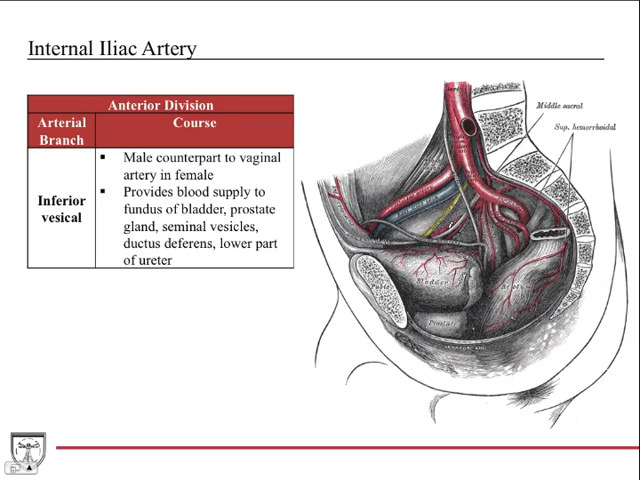 Internal Iliac Artery
Anterior Division
Arterial
Branch
Course
Inferior
vesical
▪ Male counterpart to vaginal
artery in female
▪ Provides blood supply to
fundus of bladder, prostate
gland, seminal vesicles,
ductus deferens, lower part
of ureter
Middle sacral
Sup. hemorrhoidal
Pubis
Bladder
Prostate